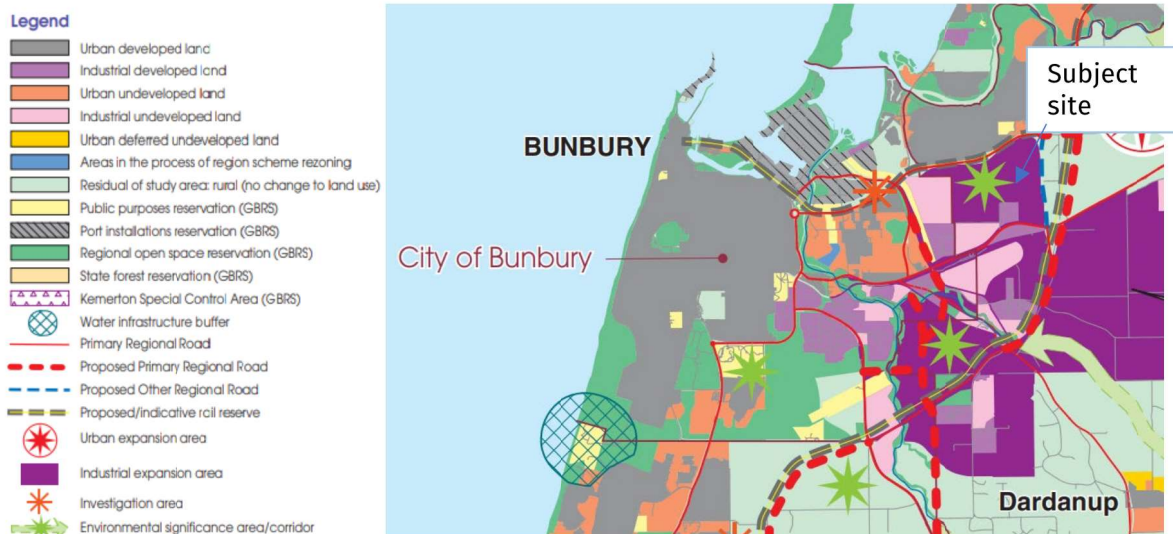 Legend
Urban developed land
Industrial developed land
Urban undeveloped land
Industrial undeveloped land
Urban deferred undeveloped land
Areas in the process of region scheme rezoning
Residual of study area: rural (no change to land use)
Public purposes reservation (GBRS)
Port installations reservation (GBRS)
Regional open space reservation (GBRS)
State forest reservation (GBRS)
Kemerton Special Control Area (GBRS)
Water infrastructure buffer
Primary Regional Road
Proposed Primary Regional Road
Proposed Other Regional Road
Proposed/indicative rail reserve
Urban expansion area
Industrial expansion area
Investigation area
Environmental significance area/corridor
Subject
site
BUNBURY
City of Bunbury
Dardanup